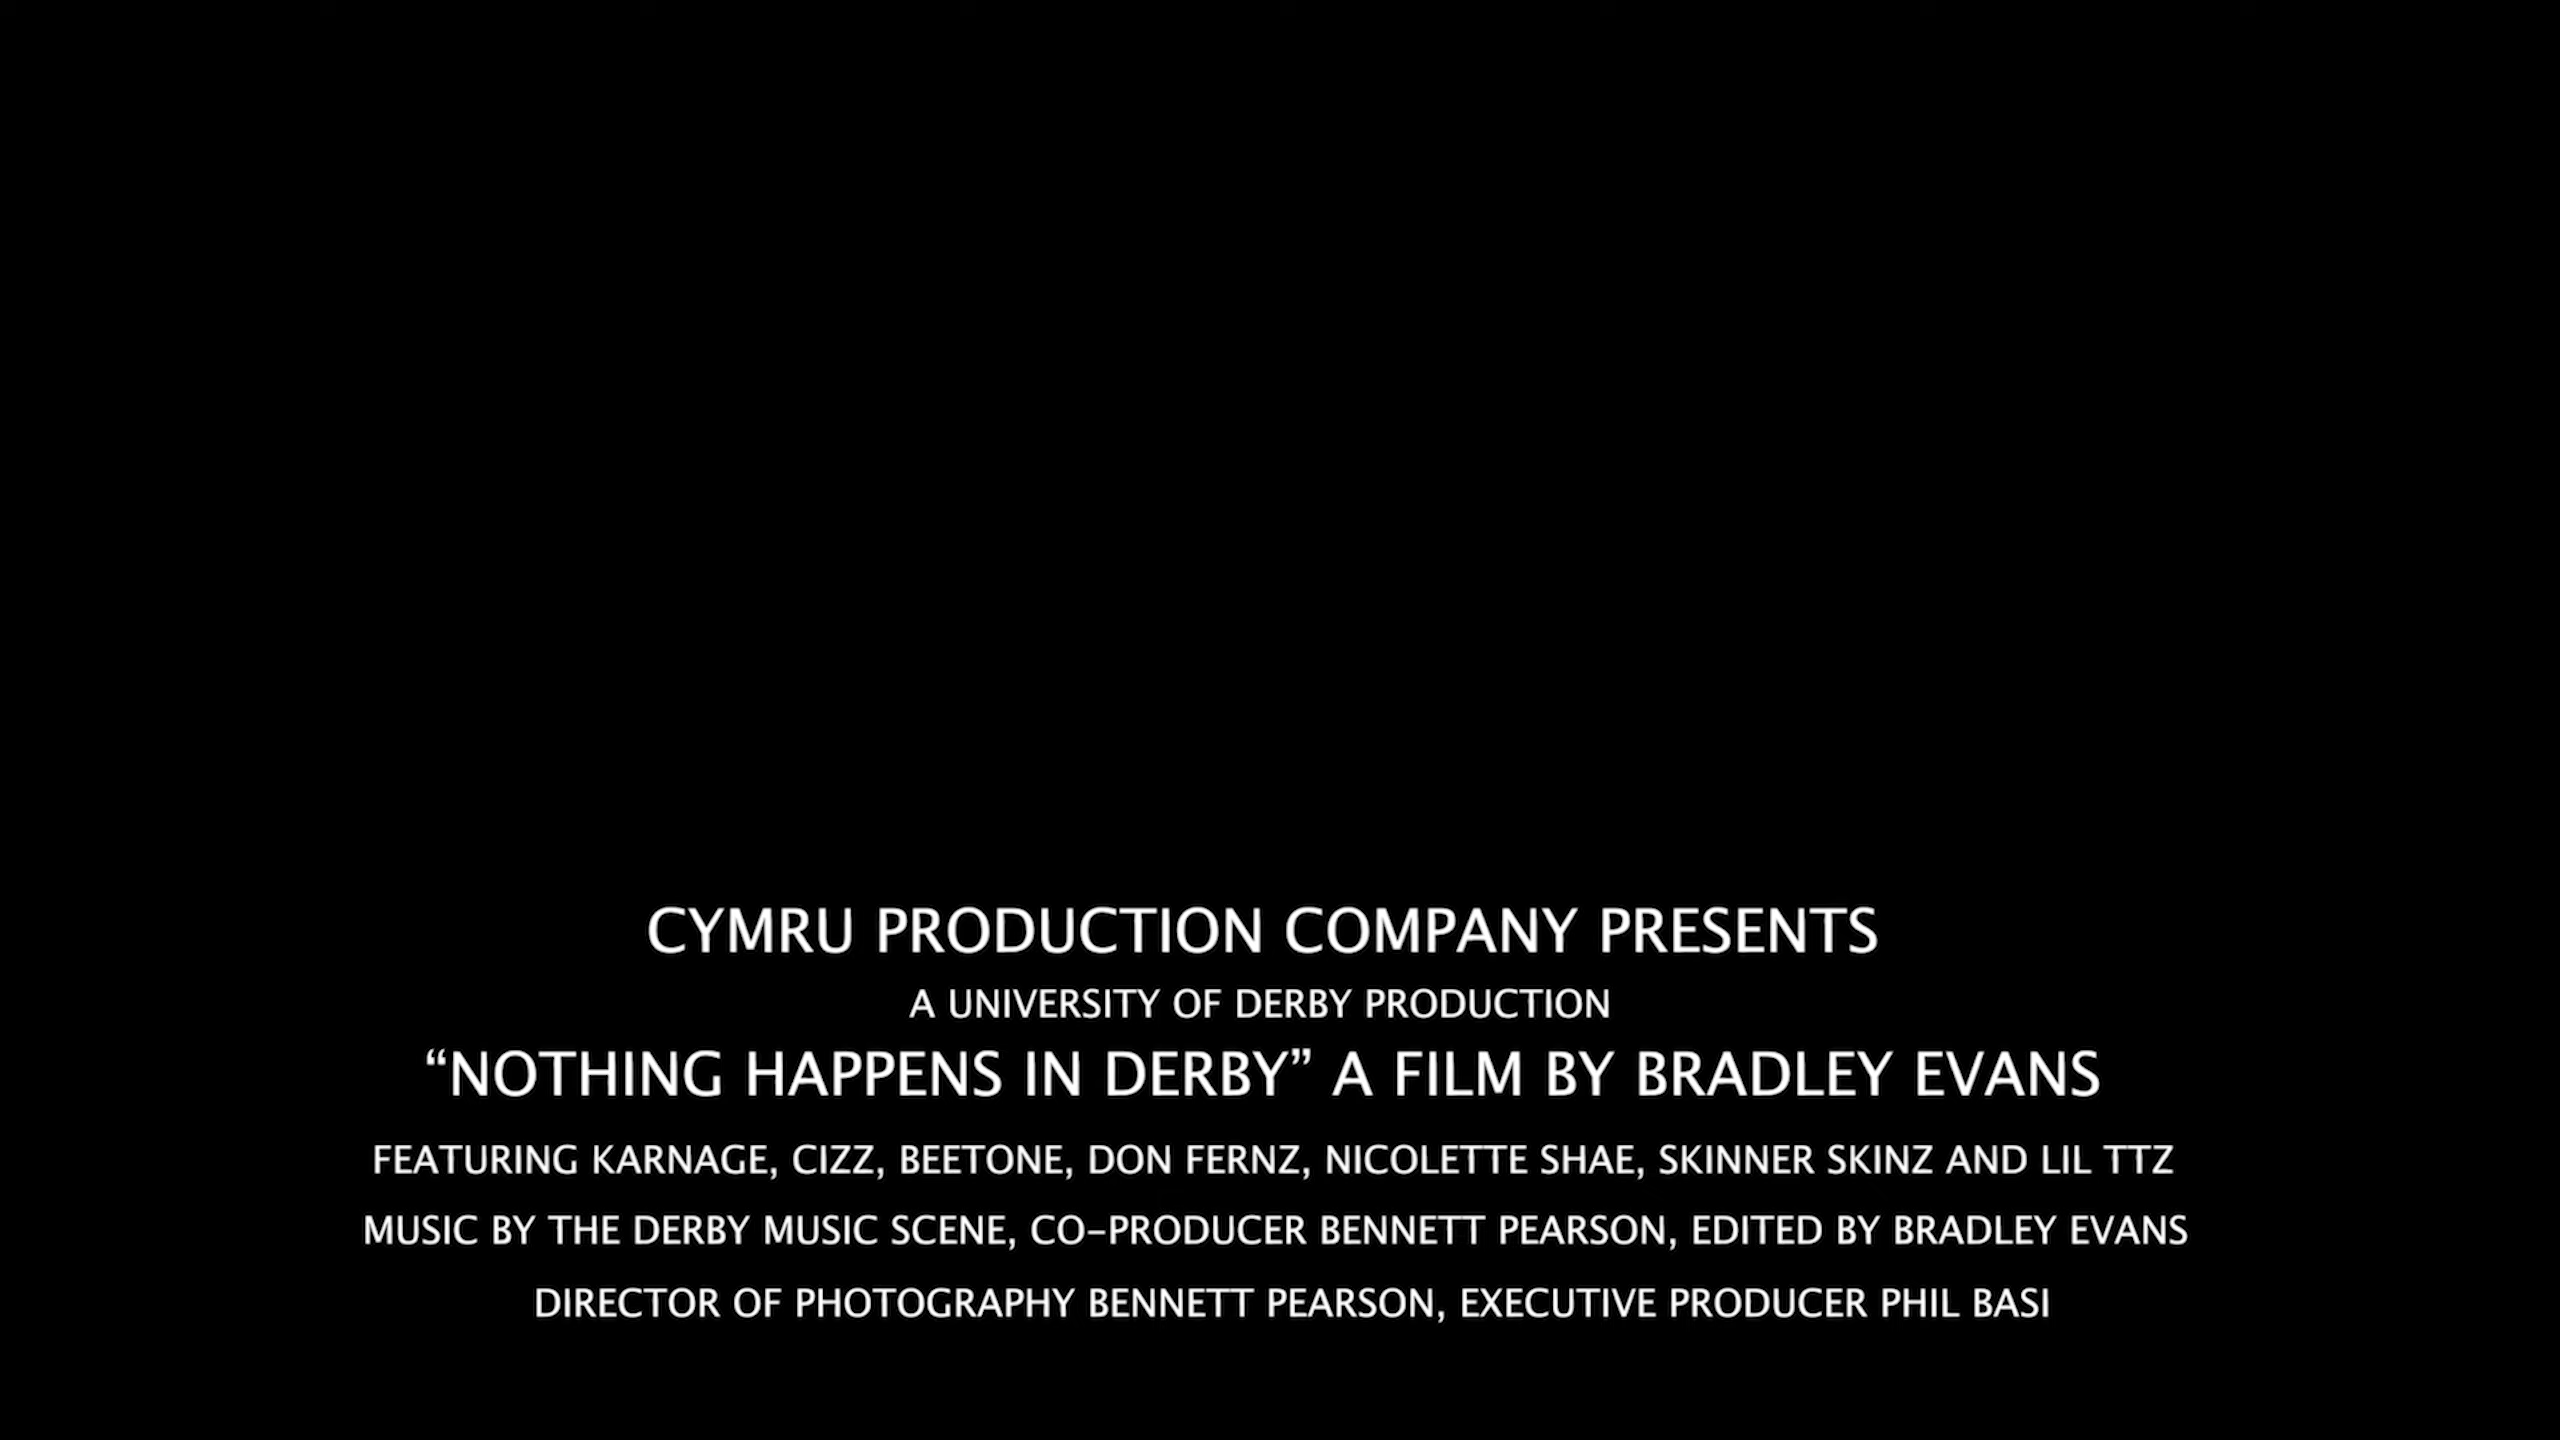 CYMRU PRODUCTION COMPANY PRESENTS
A UNIVERSITY OF DERBY PRODUCTION
“NOTHING HAPPENS IN DERBY” A FILM BY BRADLEY EVANS
FEATURING KARNAGE, CIZZ, BEETONE, DON FERNZ, NICOLETTE SHAE, SKINNER SKINZ AND LIL TTZ
MUSIC BY THE DERBY MUSIC SCENE, CO–PRODUCER BENNETT PEARSON, EDITED BY BRADLEY EVANS
DIRECTOR OF PHOTOGRAPHY BENNETT PEARSON, EXECUTIVE PRODUCER PHIL BASI